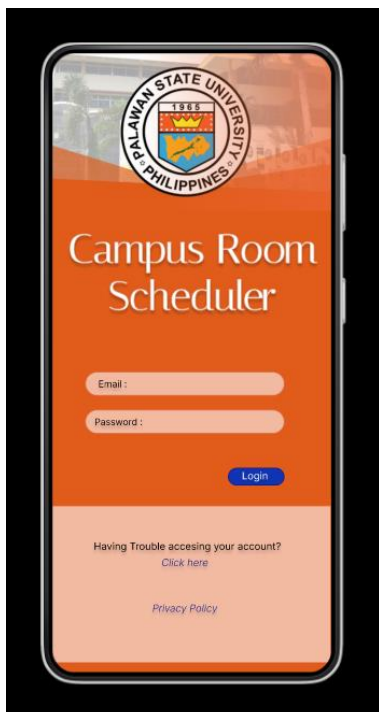 PALAWAN STATE UNIVERSITY
1965
PHILIPPINES
Campus Room
Scheduler
Email :
Password :
Login
Having Trouble accesing your account?
Click here
Privacy Policy